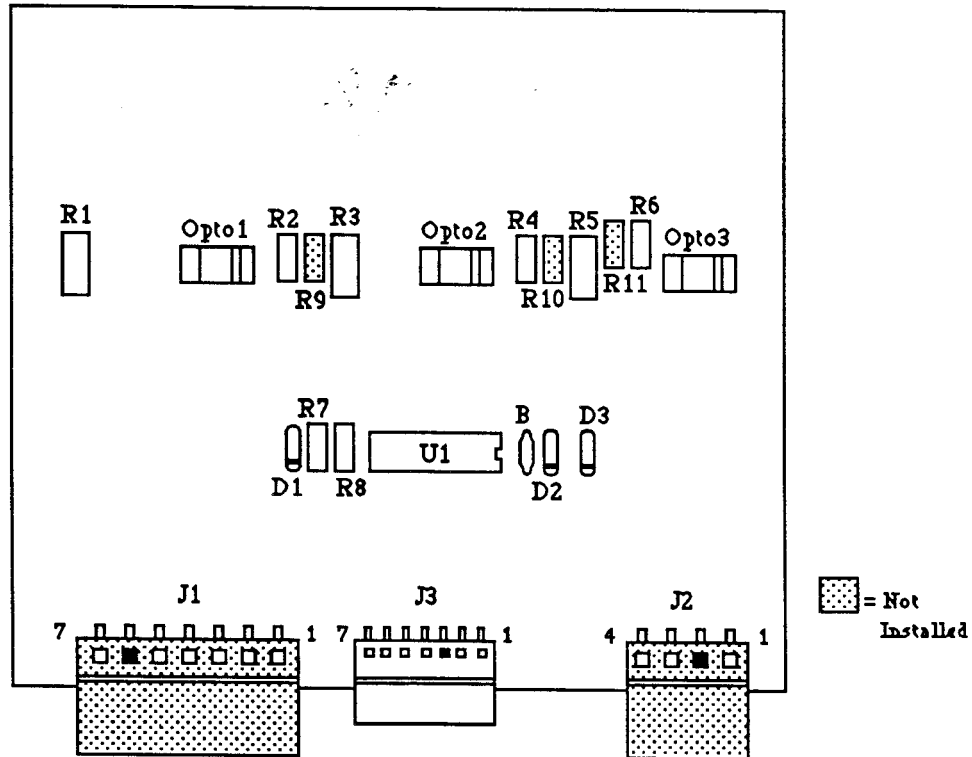 R1
Opto1
R2
R3
R9
Opto2
R4
R5
R10
R6
R11
Opto3
R7
D1
R8
U1
B
D2
D3
J1
7
1
J3
7
1
J2
4
1
= Not
Installed